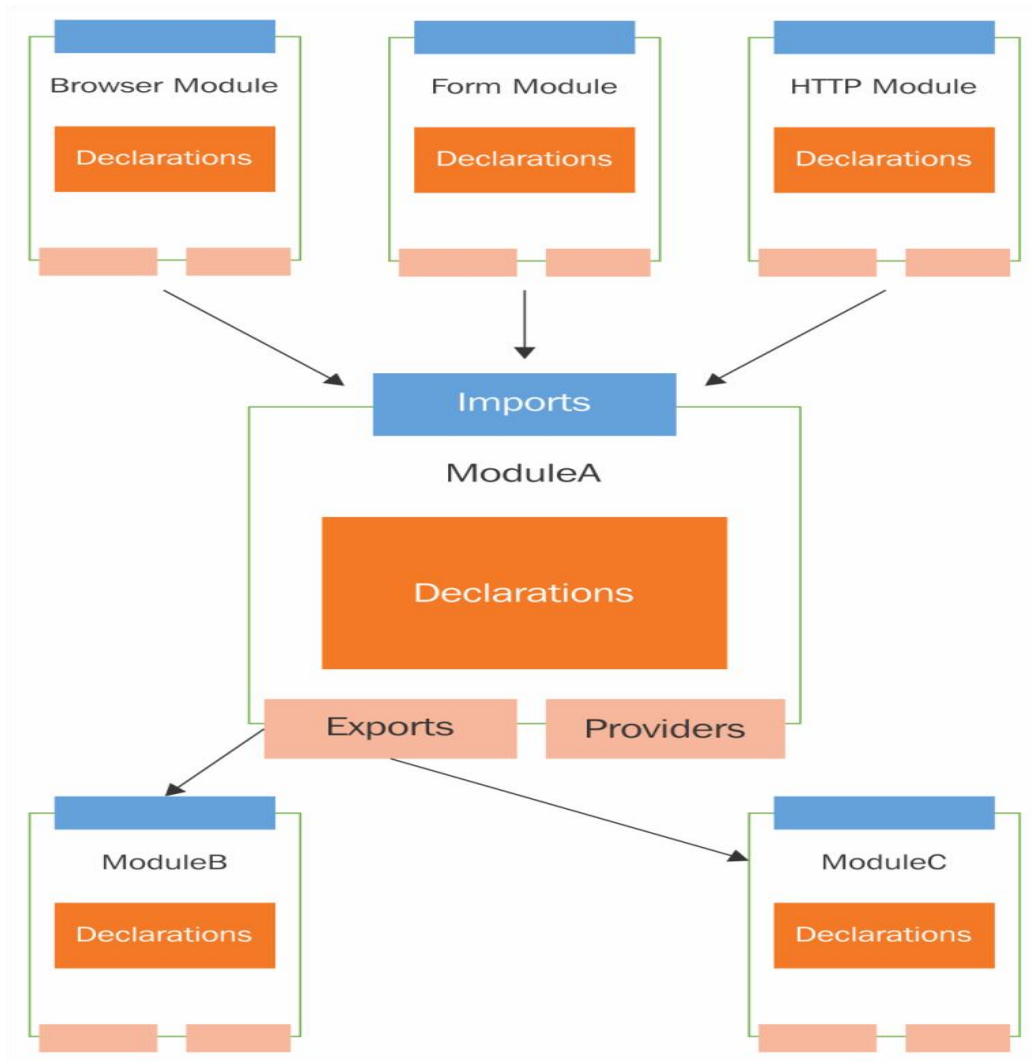 Browser Module
Form Module
HTTP Module
Declarations
Declarations
Declarations
Imports
ModuleA
Declarations
Exports
Providers
ModuleB
ModuleC
Declarations
Declarations